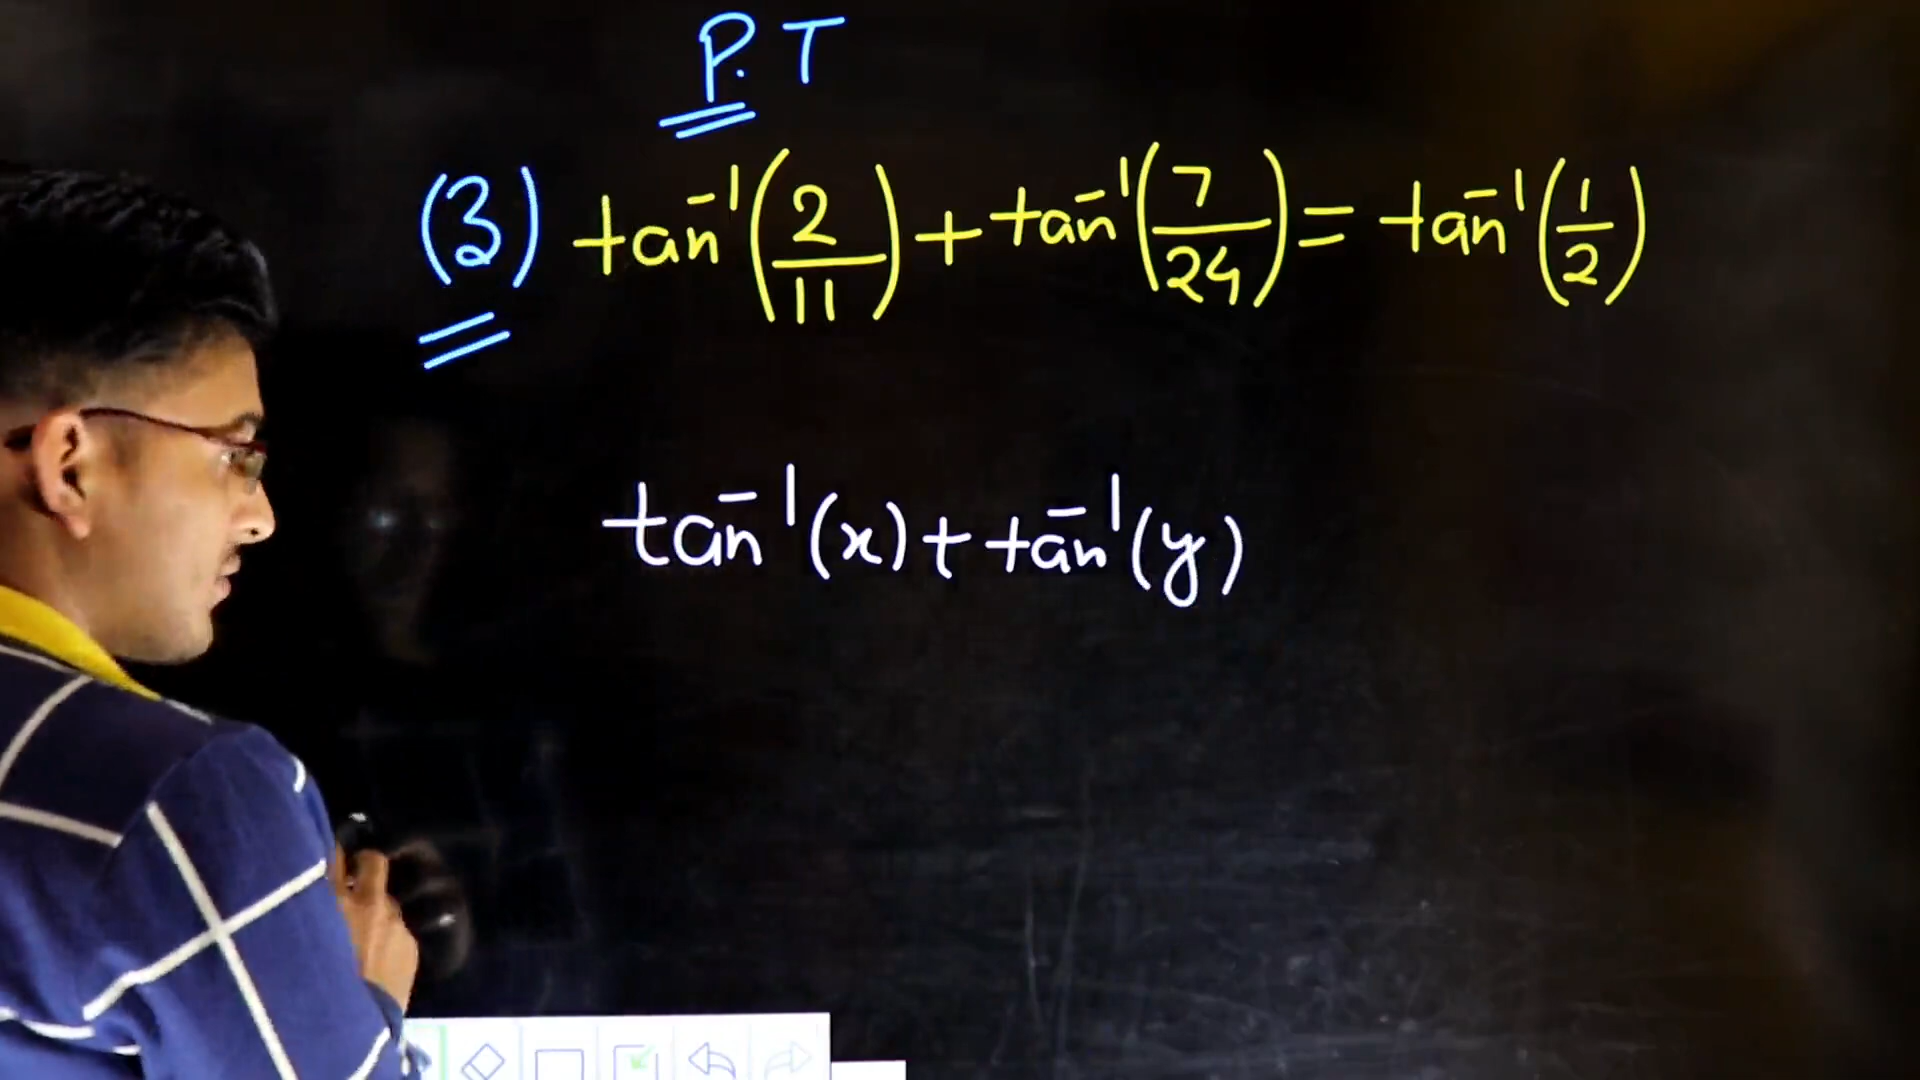 P.T
(3) tan⁻¹(2/11) + tan⁻¹(7/24) = tan⁻¹(1/2)
tan⁻¹(x) + tan⁻¹(y)